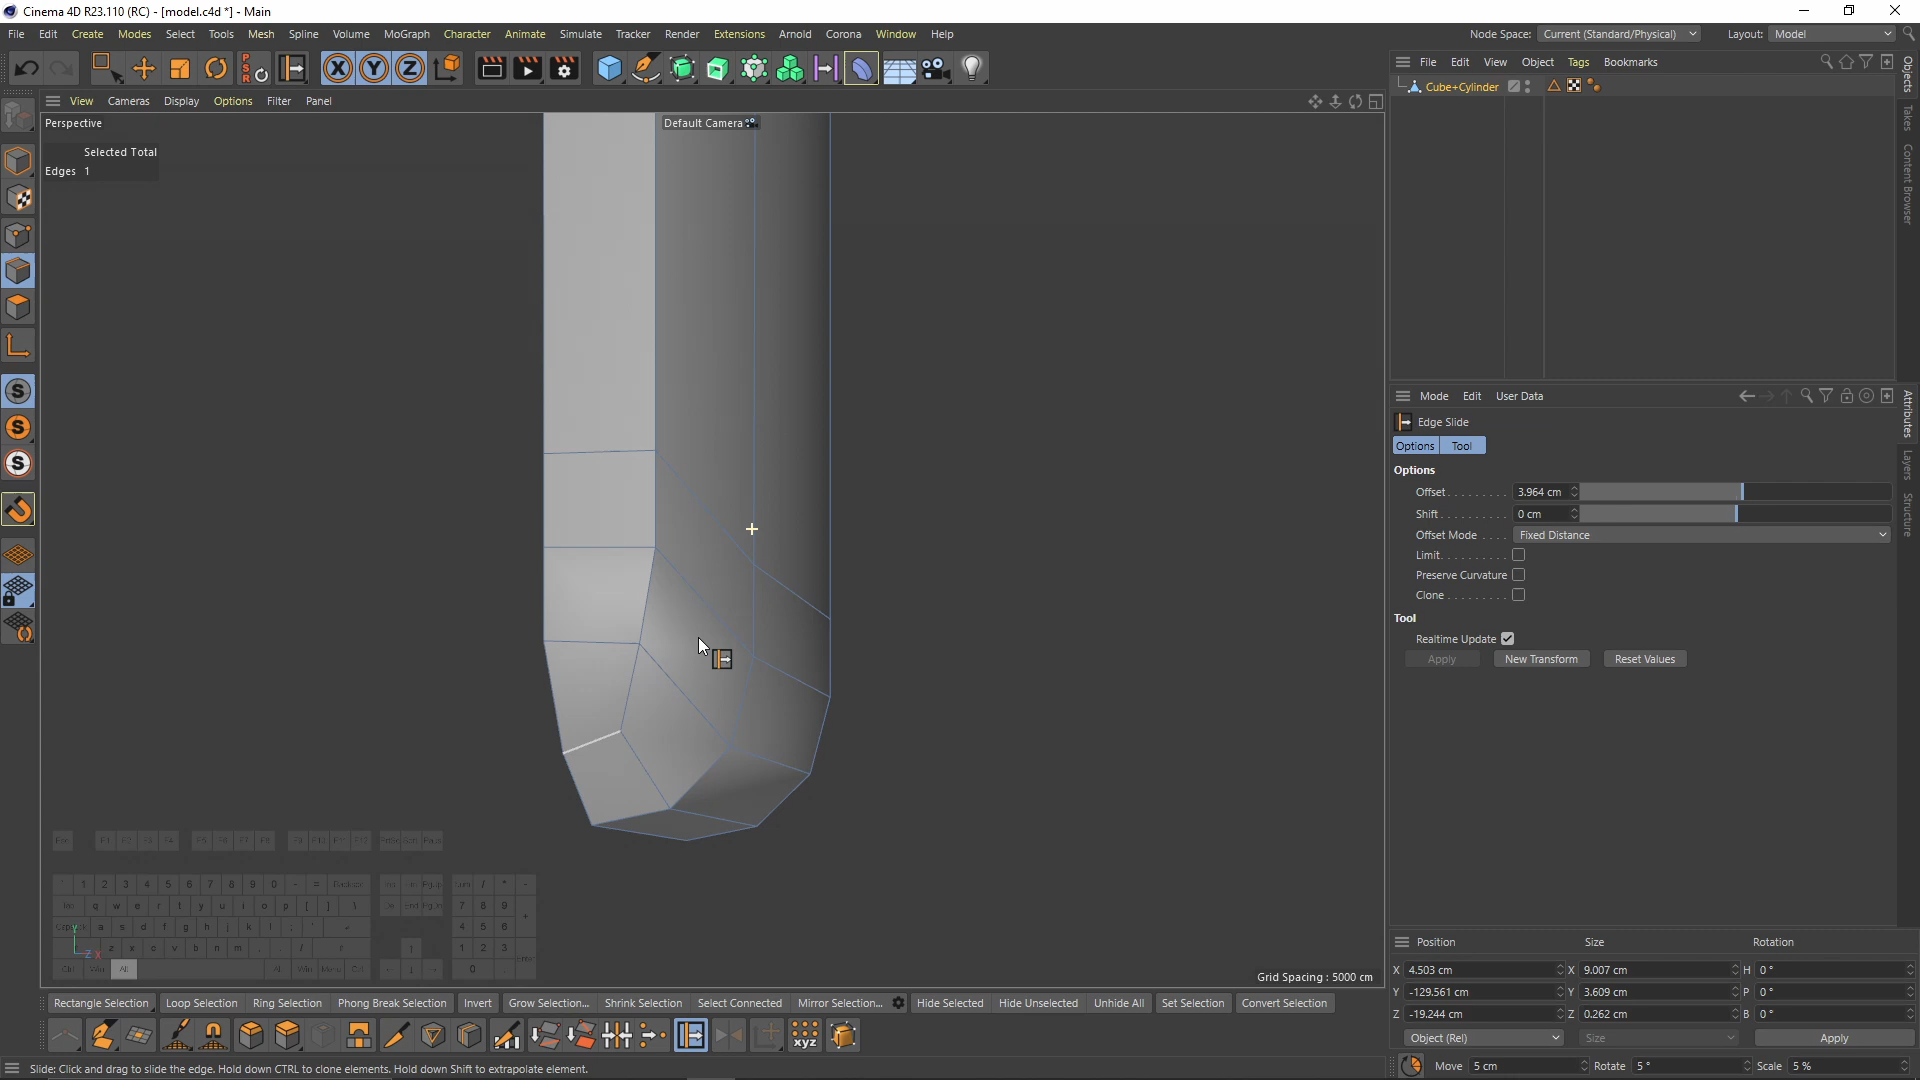 Cinema 4D R23.110 (RC) - [model.c4d *] - Main
File Edit Create Modes Select Tools Mesh Spline Volume MoGraph Character Animate Simulate Tracker Render Extensions Arnold Corona Window Help Node Space: Current (Standard/Physical) Layout: Model
X Y Z
View Cameras Display Options Filter Panel
File Edit View Object Tags Bookmarks
Cube+Cylinder
Objects
Takes
Content Browser
Perspective
Default Camera
Selected Total
Edges 1
Mode Edit User Data
Edge Slide
Options Tool
Options
Offset 3.964 cm
Shift 0 cm
Offset Mode Fixed Distance
Limit
Preserve Curvature
Clone
Tool
Realtime Update
Apply New Transform Reset Values
Attributes
Layers
Structure
Grid Spacing : 5000 cm
Position Size Rotation
X 4.503 cm X 9.007 cm H 0°
Y -129.561 cm Y 3.609 cm P 0°
Z -19.244 cm Z 0.262 cm B 0°
Object (Rel) Size Apply
Rectangle Selection Loop Selection Ring Selection Phong Break Selection Invert Grow Selection... Shrink Selection Select Connected Mirror Selection... Hide Selected Hide Unselected Unhide All Set Selection Convert Selection
xyz
Slide: Click and drag to slide the edge. Hold down CTRL to clone elements. Hold down Shift to extrapolate element.
Move 5 cm Rotate 5° Scale 5 %